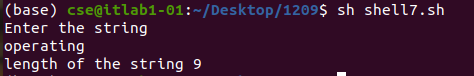 (base) cse@itlab1-01:~/Desktop/1209$ sh shell7.sh
Enter the string
operating
length of the string 9